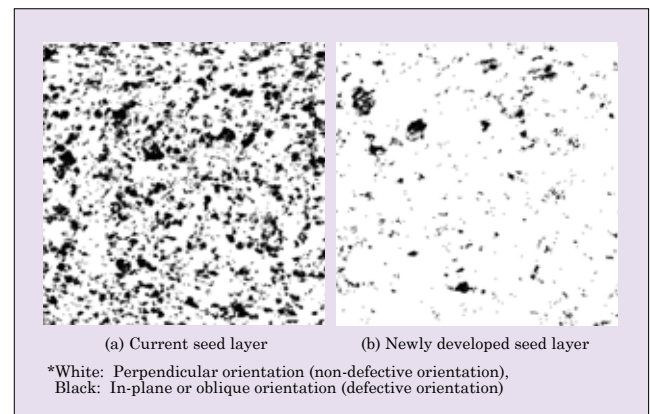 (a) Current seed layer
(b) Newly developed seed layer
*White: Perpendicular orientation (non-defective orientation),
Black: In-plane or oblique orientation (defective orientation)